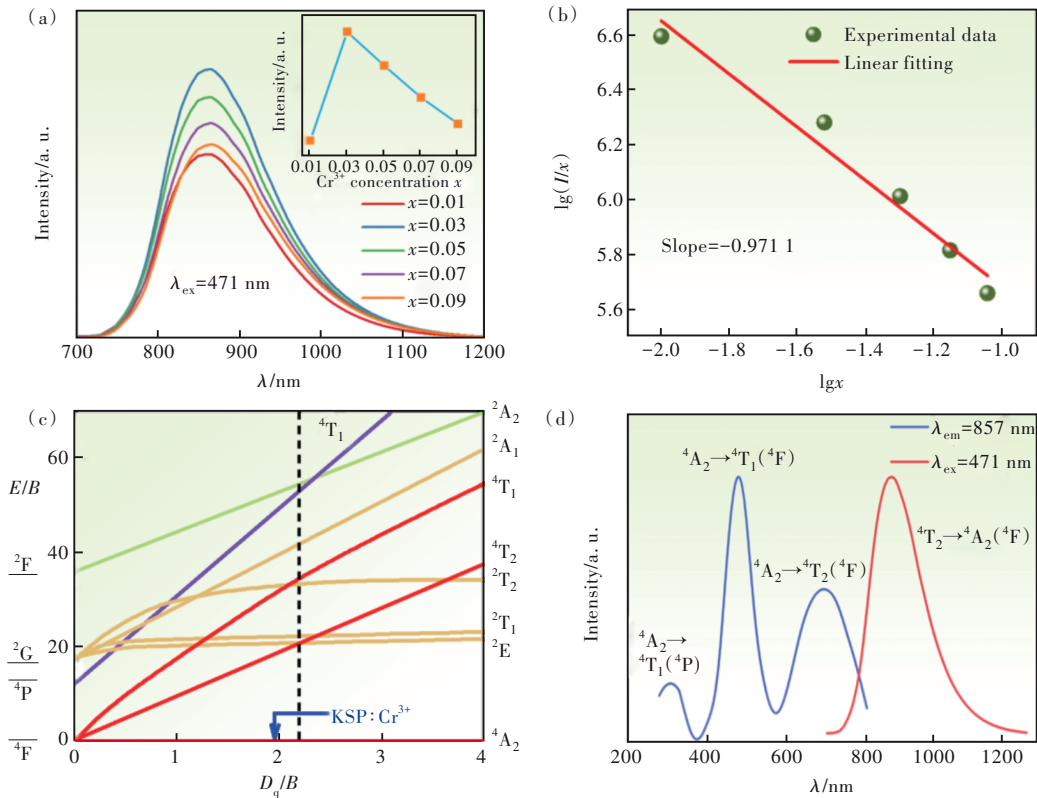 (a)
Intensity/a. u.
Intensity/a. u.
0.01 0.03 0.05 0.07 0.09
Cr³⁺ concentration x
x=0.01
x=0.03
x=0.05
x=0.07
x=0.09
λex=471 nm
700 800 900 1000 1100 1200
λ/nm
(b)
Experimental data
Linear fitting
lg(I/x)
6.6
6.4
6.2
6.0
5.8
5.6
Slope=−0.971 1
−2.0 −1.8 −1.6 −1.4 −1.2 −1.0
lgx
(c)
E/B
60
40
20
0
²F
²G
⁴P
⁴F
⁴T₁
²A₂
²A₁
⁴T₁
⁴T₂
²T₂
²T₁
²E
⁴A₂
KSP:Cr³⁺
0 1 2 3 4
Dq/B
(d)
λem=857 nm
λex=471 nm
Intensity/a. u.
⁴A₂→⁴T₁(⁴F)
⁴T₂→⁴A₂(⁴F)
⁴A₂→⁴T₂(⁴F)
⁴A₂→
⁴T₁(⁴P)
200 400 600 800 1000 1200
λ/nm